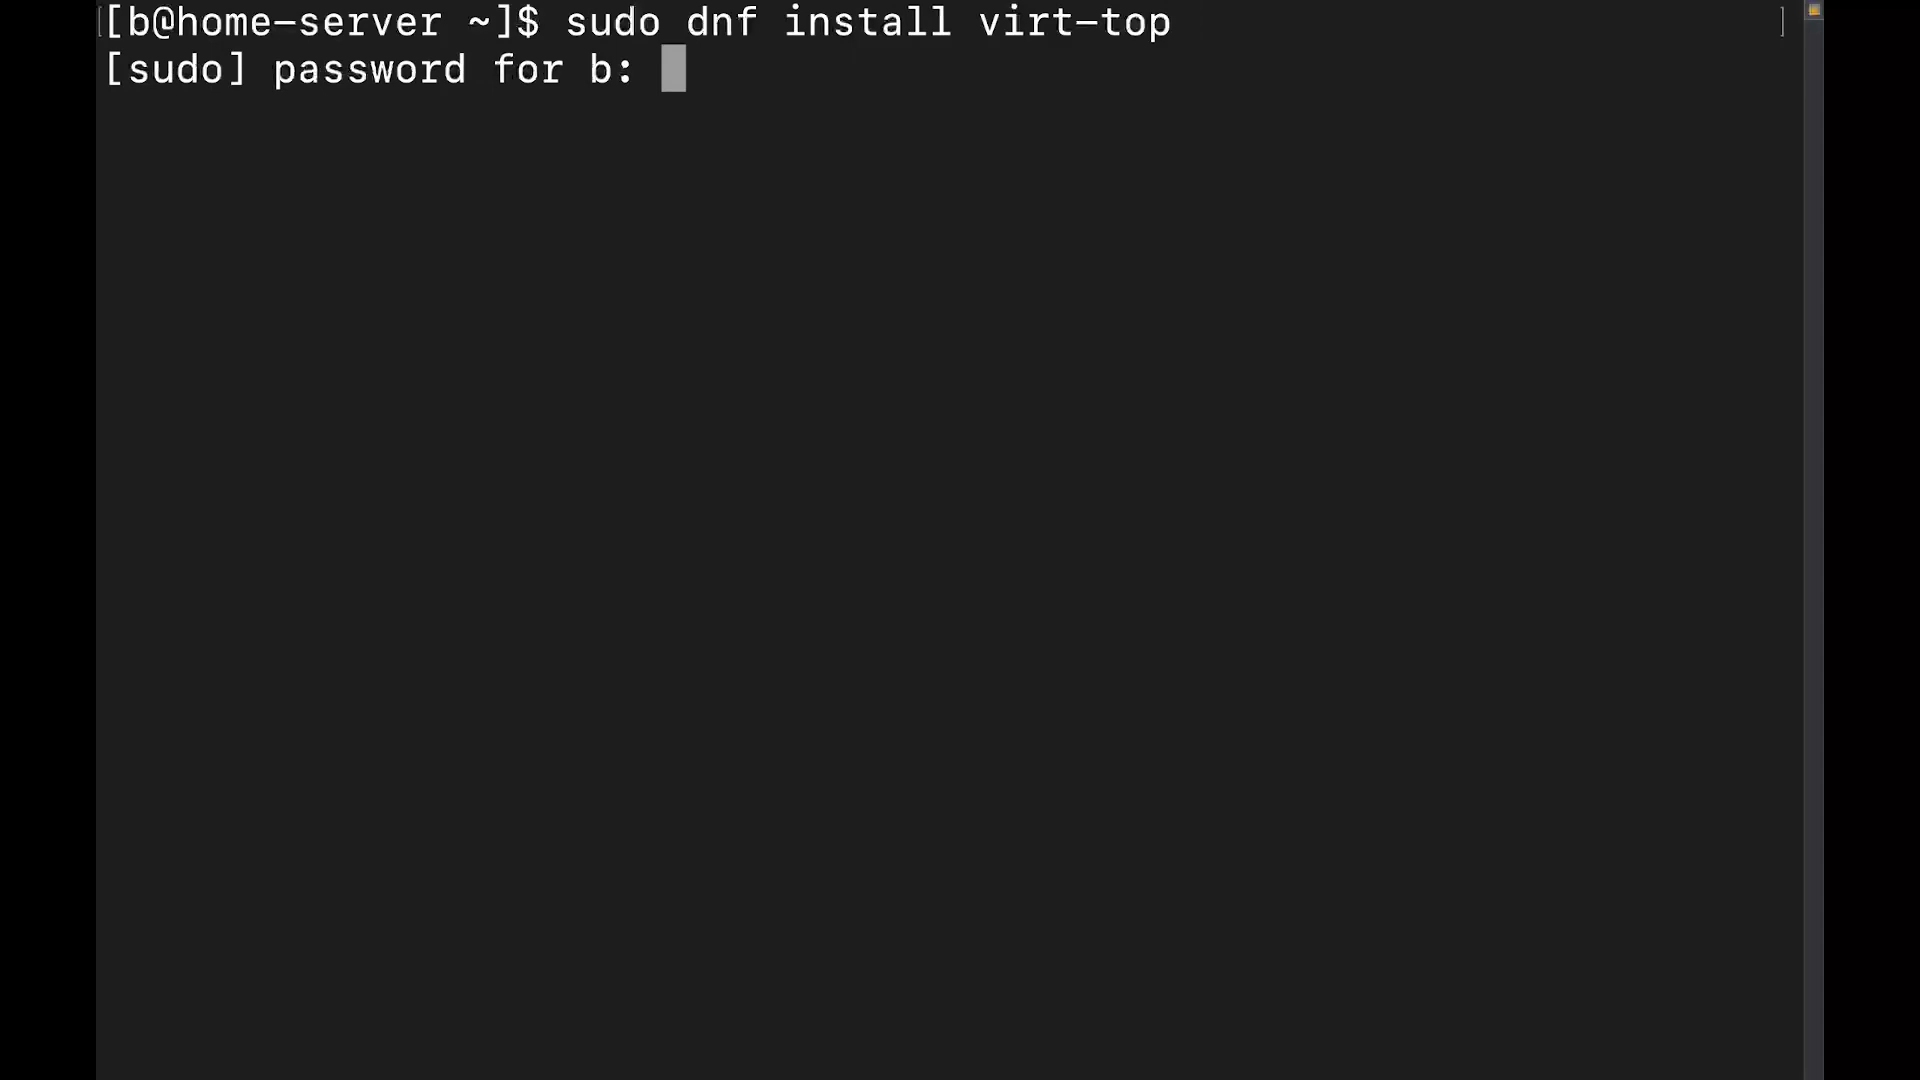 [b@home-server ~]$ sudo dnf install virt-top
[sudo] password for b: